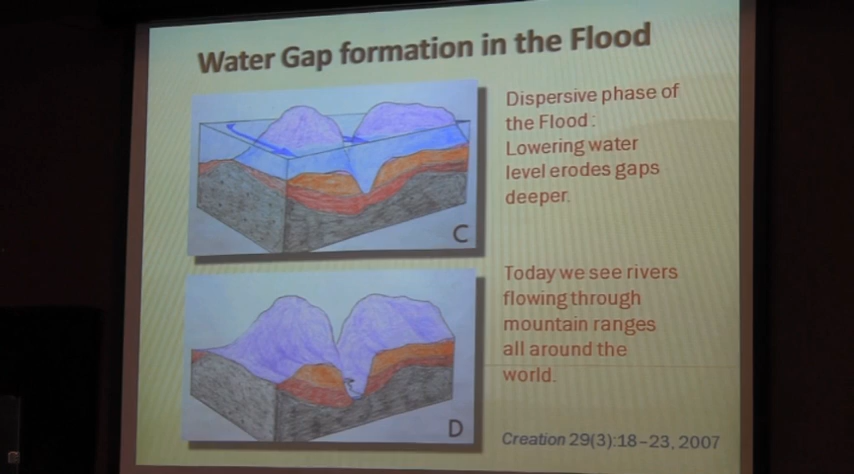 Water Gap formation in the Flood
Dispersive phase of
the Flood :
Lowering water
level erodes gaps
deeper.
C
Today we see rivers
flowing through
mountain ranges
all around the
world.
D
Creation 29(3):18–23, 2007